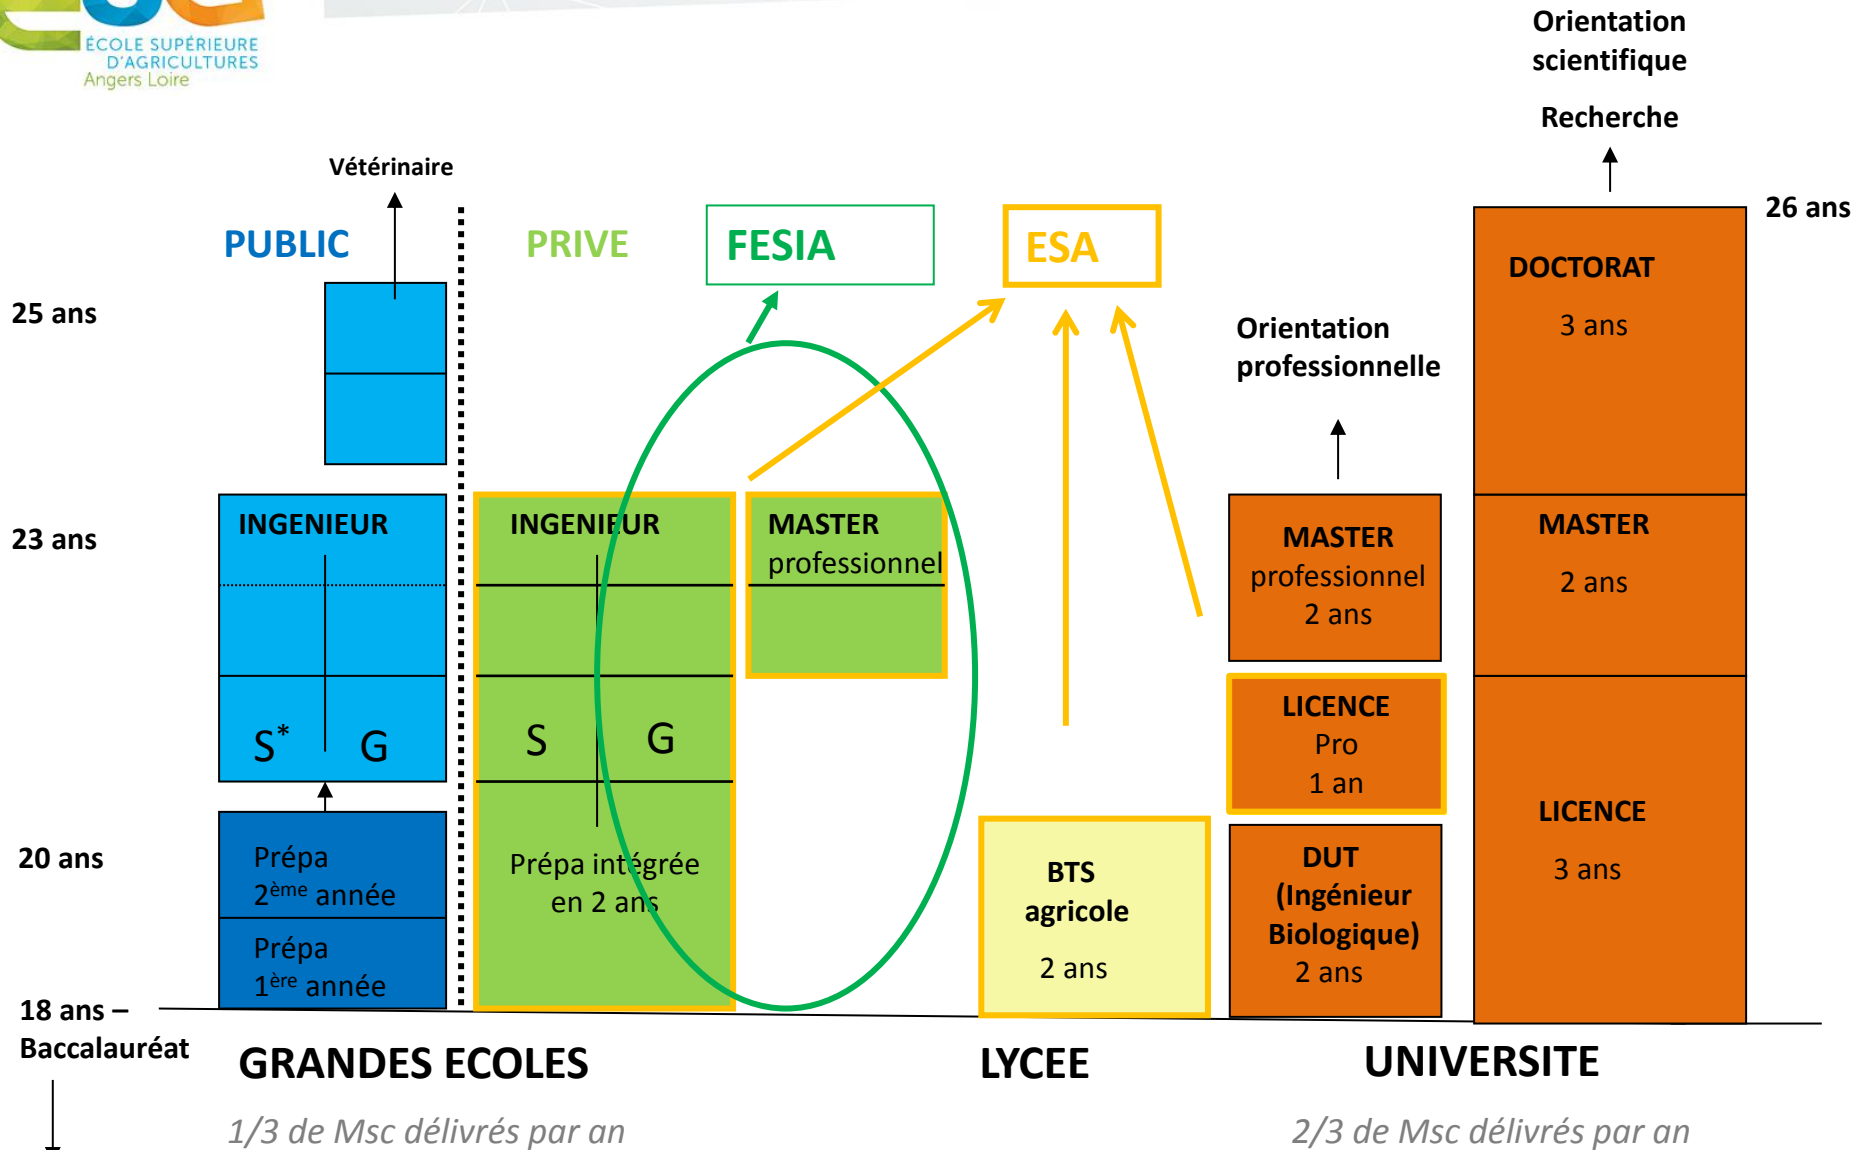 ÉCOLE SUPÉRIEURE
D'AGRICULTURES
Angers Loire
Orientation
scientifique
Recherche
26 ans
Vétérinaire
PUBLIC
PRIVE
FESIA
ESA
25 ans
Orientation
professionnelle
DOCTORAT
3 ans
23 ans
INGENIEUR
S* G
INGENIEUR
S G
MASTER
professionnel
MASTER
professionnel
2 ans
MASTER
2 ans
LICENCE
Pro
1 an
LICENCE
3 ans
20 ans
Prépa
2ème année
Prépa
1ère année
Prépa intégrée
en 2 ans
BTS
agricole
2 ans
DUT
(Ingénieur
Biologique)
2 ans
18 ans –
Baccalauréat
GRANDES ECOLES
LYCEE
UNIVERSITE
1/3 de Msc délivrés par an
2/3 de Msc délivrés par an